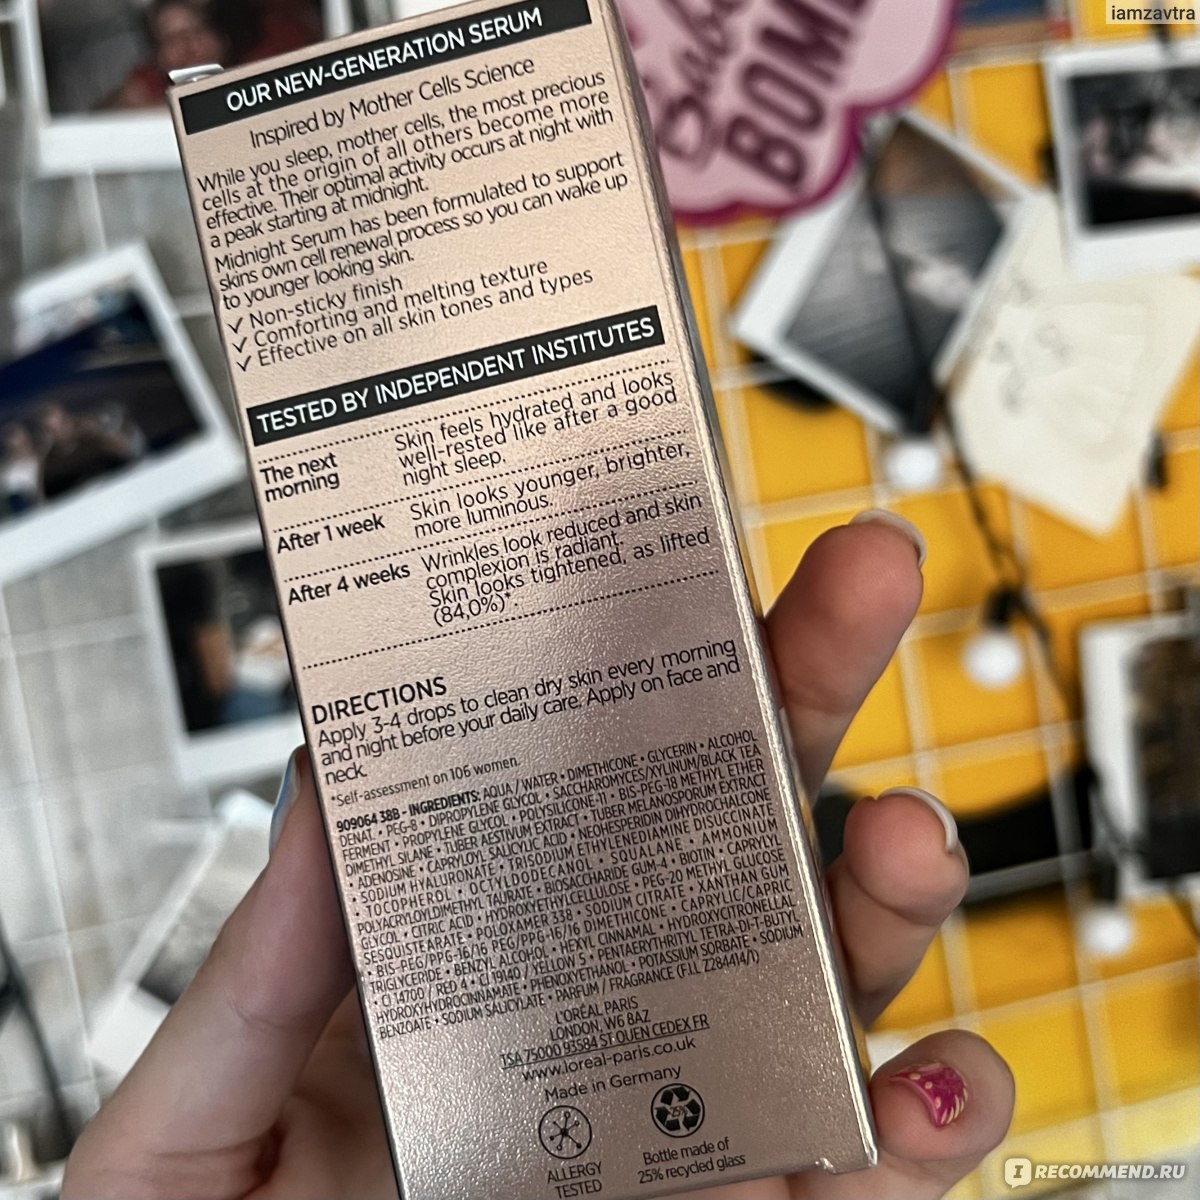 iamzavtra
Babe
BOM
OUR NEW-GENERATION SERUM
Inspired by Mother Cells Science
While you sleep, mother cells, the most precious
cells at the origin of all others become more
effective. Their optimal activity occurs at night with
a peak starting at midnight.
Midnight Serum has been formulated to support
skins own cell renewal process so you can wake up
to younger looking skin.
✓ Non-sticky finish
✓ Comforting and melting texture
✓ Effective on all skin tones and types
TESTED BY INDEPENDENT INSTITUTES
The next
morning
Skin feels hydrated and looks
well-rested like after a good
night sleep.
After 1 week
Skin looks younger, brighter,
more luminous.
After 4 weeks
Wrinkles look reduced and skin
complexion is radiant.
Skin looks tightened, as lifted
(84,0%)*.
DIRECTIONS
Apply 3-4 drops to clean dry skin every morning
and night before your daily care. Apply on face and
neck.
*Self-assessment on 106 women.
909064 38B - INGREDIENTS: AQUA / WATER • DIMETHICONE • GLYCERIN • ALCOHOL
DENAT. • PEG-8 • DIPROPYLENE GLYCOL • SACCHAROMYCES/XYLINUM/BLACK TEA
FERMENT • PROPYLENE GLYCOL • POLYSILICONE-11 • BIS-PEG-18 METHYL ETHER
DIMETHYL SILANE • TUBER AESTIVUM EXTRACT • TUBER MELANOSPORUM EXTRACT
• ADENOSINE • CAPRYLOYL SALICYLIC ACID • NEOHESPERIDIN DIHYDROCHALCONE
• SODIUM HYALURONATE • TRISODIUM ETHYLENEDIAMINE DISUCCINATE
• TOCOPHEROL • OCTYLDODECANOL • SQUALANE • AMMONIUM
POLYACRYLOYLDIMETHYL TAURATE • BIOSACCHARIDE GUM-4 • BIOTIN • CAPRYLYL
GLYCOL • CITRIC ACID • HYDROXYETHYLCELLULOSE • PEG-20 METHYL GLUCOSE
SESQUISTEARATE • POLOXAMER 338 • SODIUM CITRATE • XANTHAN GUM
• BIS-PEG/PPG-16/16 PEG/PPG-16/16 DIMETHICONE • CAPRYLIC/CAPRIC
TRIGLYCERIDE • BENZYL ALCOHOL • HEXYL CINNAMAL • HYDROXYCITRONELLAL
• CI 14700 / RED 4 • CI 19140 / YELLOW 5 • PENTAERYTHRITYL TETRA-DI-T-BUTYL
HYDROXYHYDROCINNAMATE • PHENOXYETHANOL • POTASSIUM SORBATE • SODIUM
BENZOATE • SODIUM SALICYLATE • PARFUM / FRAGRANCE (F.I.L Z284414/1)
L'ORÉAL PARIS
LONDON, W6 8AZ
TSA 75000 93584 ST OUEN CEDEX FR
www.loreal-paris.co.uk
Made in Germany
ALLERGY
TESTED
25%
Bottle made of
25% recycled glass
IRECOMMEND.RU